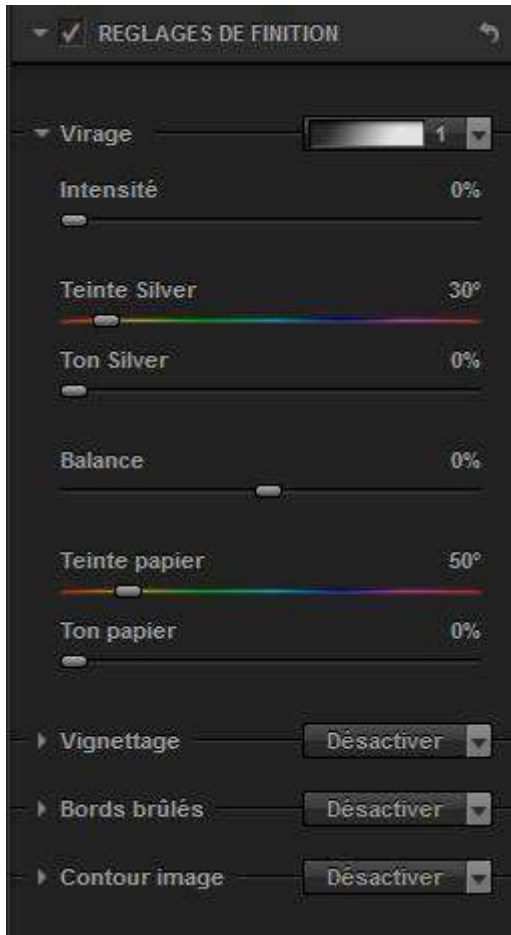 REGLAGES DE FINITION
Virage 1
Intensité 0%
Teinte Silver 30°
Ton Silver 0%
Balance 0%
Teinte papier 50°
Ton papier 0%
Vignettage Désactiver
Bords brûlés Désactiver
Contour image Désactiver